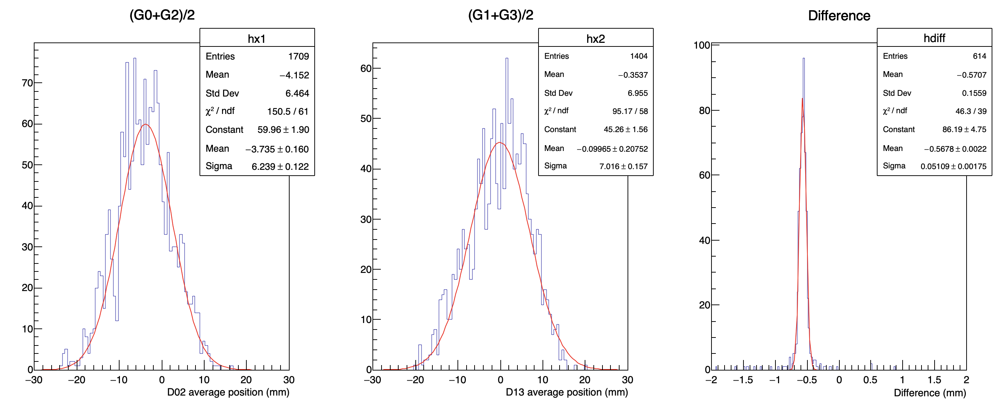 (G0+G2)/2
hx1
Entries 1709
Mean −4.152
Std Dev 6.464
χ² / ndf 150.5 / 61
Constant 59.96 ± 1.90
Mean −3.735 ± 0.160
Sigma 6.239 ± 0.122
70
60
50
40
30
20
10
0
−30 −20 −10 0 10 20 30
D02 average position (mm)
(G1+G3)/2
hx2
Entries 1404
Mean −0.3537
Std Dev 6.955
χ² / ndf 95.17 / 58
Constant 45.26 ± 1.56
Mean −0.09965 ± 0.20752
Sigma 7.016 ± 0.157
60
50
40
30
20
10
0
−30 −20 −10 0 10 20 30
D13 average position (mm)
Difference
hdiff
Entries 614
Mean −0.5707
Std Dev 0.1559
χ² / ndf 46.3 / 39
Constant 86.19 ± 4.75
Mean −0.5678 ± 0.0022
Sigma 0.05109 ± 0.00175
100
80
60
40
20
0
−2 −1.5 −1 −0.5 0 0.5 1 1.5 2
Difference (mm)